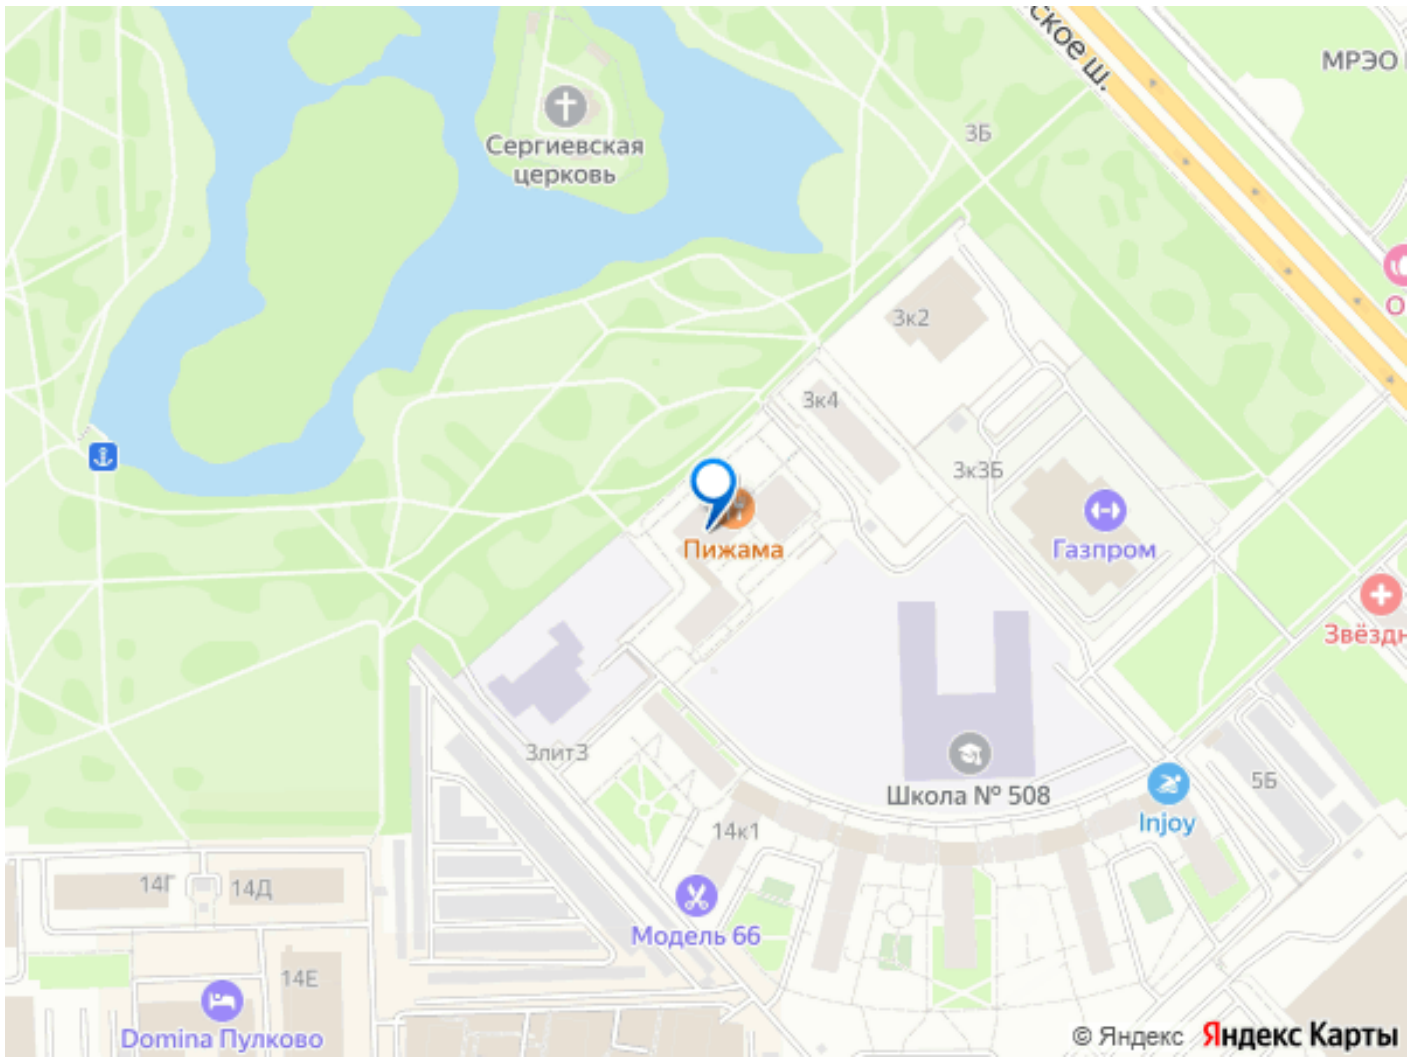 ское ш.
МРЭО
Сергиевская
церковь
3Б
О
3к2
3к4
3к3Б
Пижама
Газпром
Звёздн
3лит3
Школа № 508
5Б
Injoy
14к1
14Г
14Д
Модель 66
14Е
Domina Пулково
© Яндекс Яндекс Карты